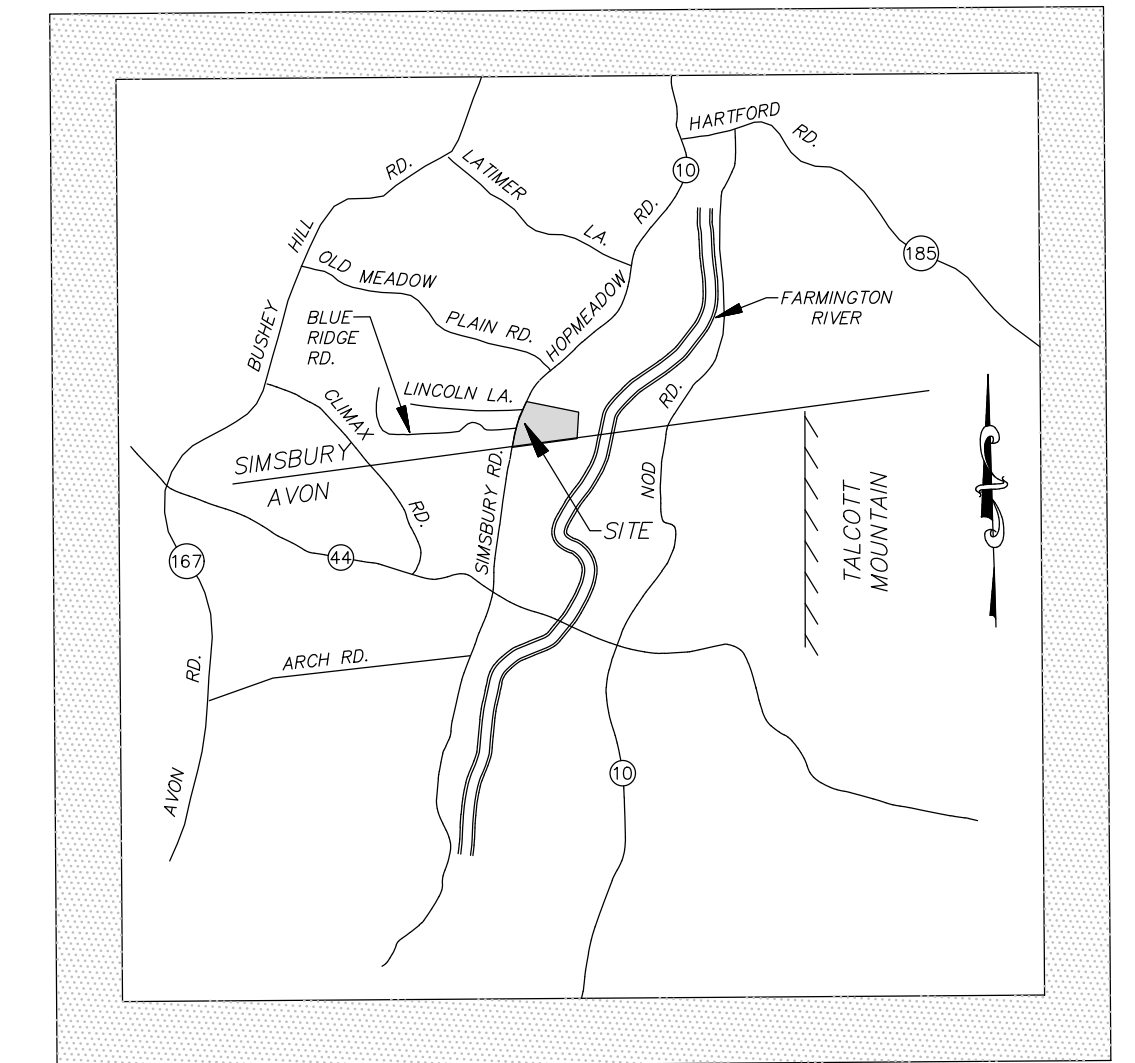 HARTFORD
RD.
10
LATIMER
LA.
RD.
RD.
HILL
BUSHEY
185
OLD MEADOW
PLAIN RD.
HOPMEADOW
FARMINGTON
RIVER
BLUE
RIDGE
RD.
LINCOLN LA.
CLIMAX
RD.
RD.
NOD
SIMSBURY
AVON
SIMSBURY RD.
SITE
TALCOTT
MOUNTAIN
167
44
ARCH RD.
RD.
AVON
10